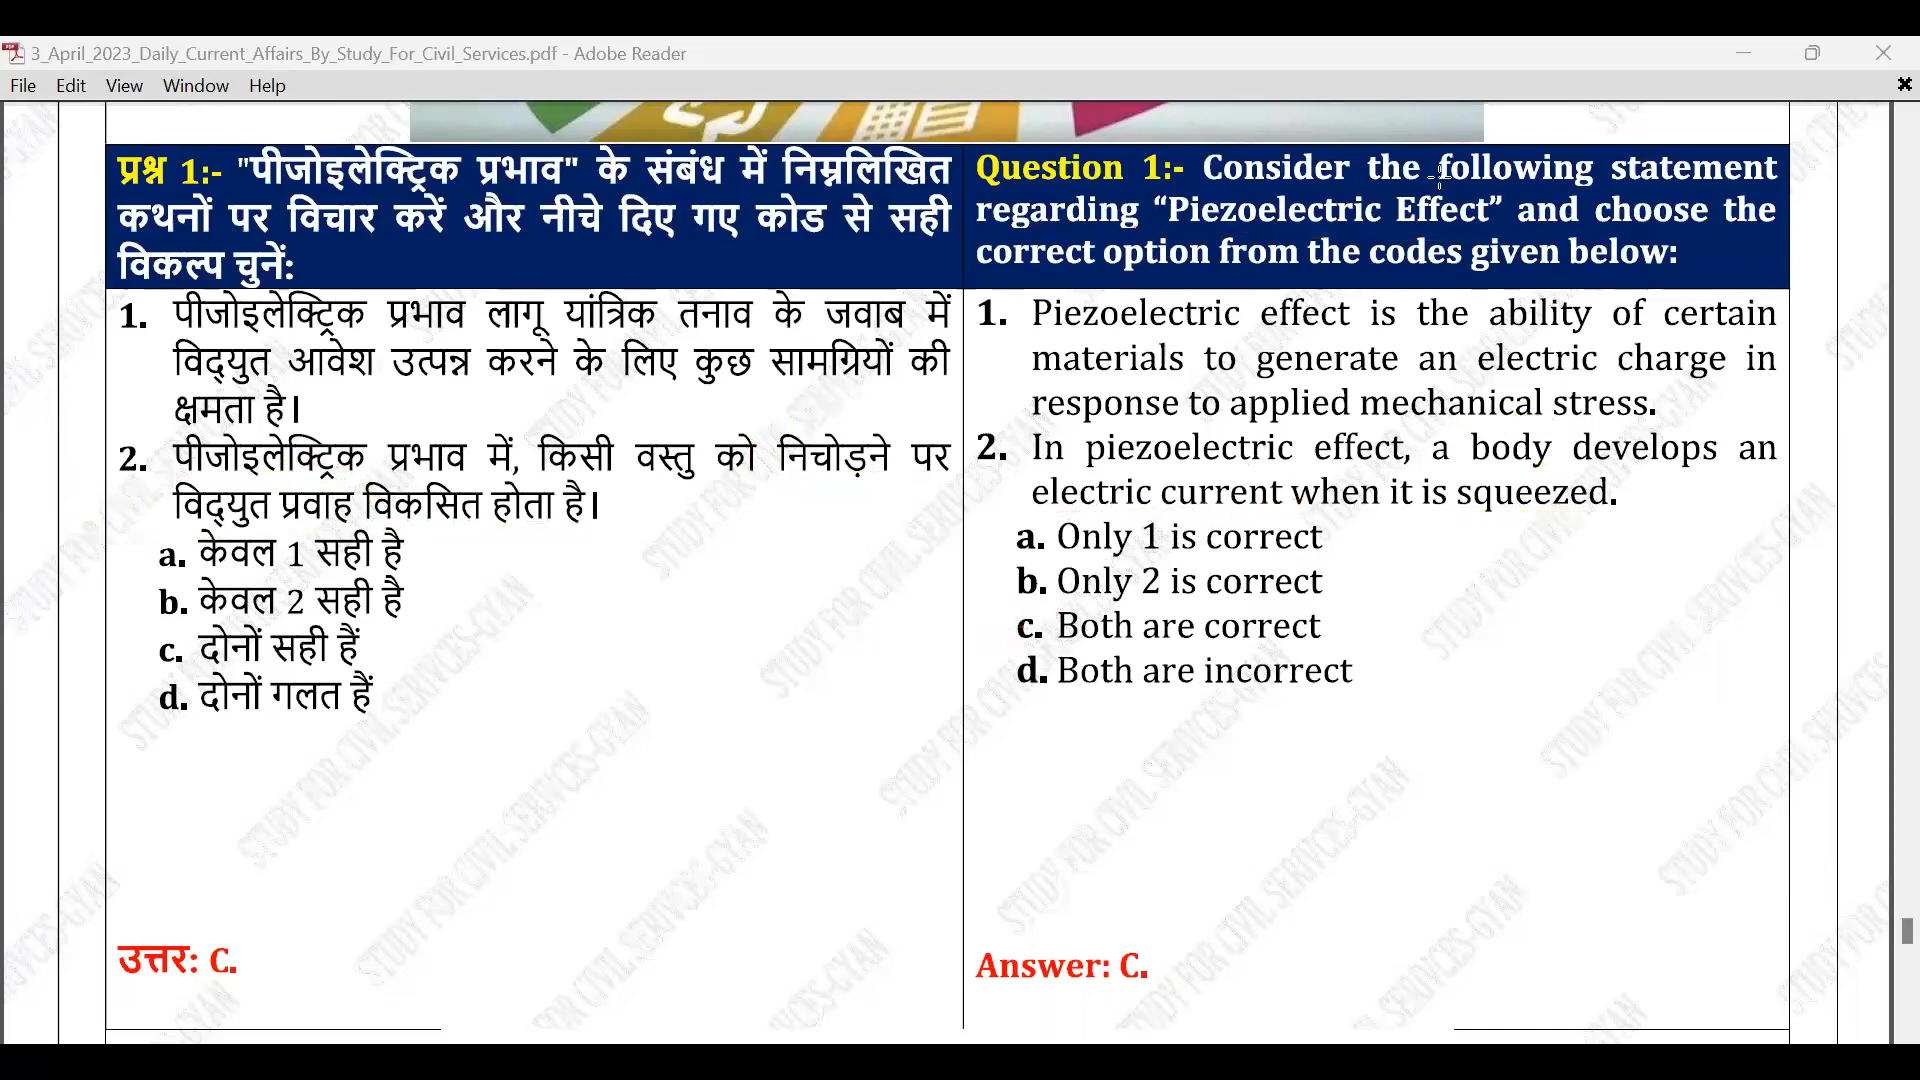 3_April_2023_Daily_Current_Affairs_By_Study_For_Civil_Services.pdf - Adobe Reader
File Edit View Window Help
प्रश्न 1:- "पीजोइलेक्ट्रिक प्रभाव" के संबंध में निम्नलिखित
कथनों पर विचार करें और नीचे दिए गए कोड से सही
विकल्प चुनें:
1. पीजोइलेक्ट्रिक प्रभाव लागू यांत्रिक तनाव के जवाब में
विद्युत आवेश उत्पन्न करने के लिए कुछ सामग्रियों की
क्षमता है।
2. पीजोइलेक्ट्रिक प्रभाव में, किसी वस्तु को निचोड़ने पर
विद्युत प्रवाह विकसित होता है।
a. केवल 1 सही है
b. केवल 2 सही है
c. दोनों सही हैं
d. दोनों गलत हैं
उत्तर: C.
Question 1:- Consider the following statement
regarding “Piezoelectric Effect” and choose the
correct option from the codes given below:
1. Piezoelectric effect is the ability of certain
materials to generate an electric charge in
response to applied mechanical stress.
2. In piezoelectric effect, a body develops an
electric current when it is squeezed.
a. Only 1 is correct
b. Only 2 is correct
c. Both are correct
d. Both are incorrect
Answer: C.
STUDY FOR CIVIL SERIVCES-GYAN